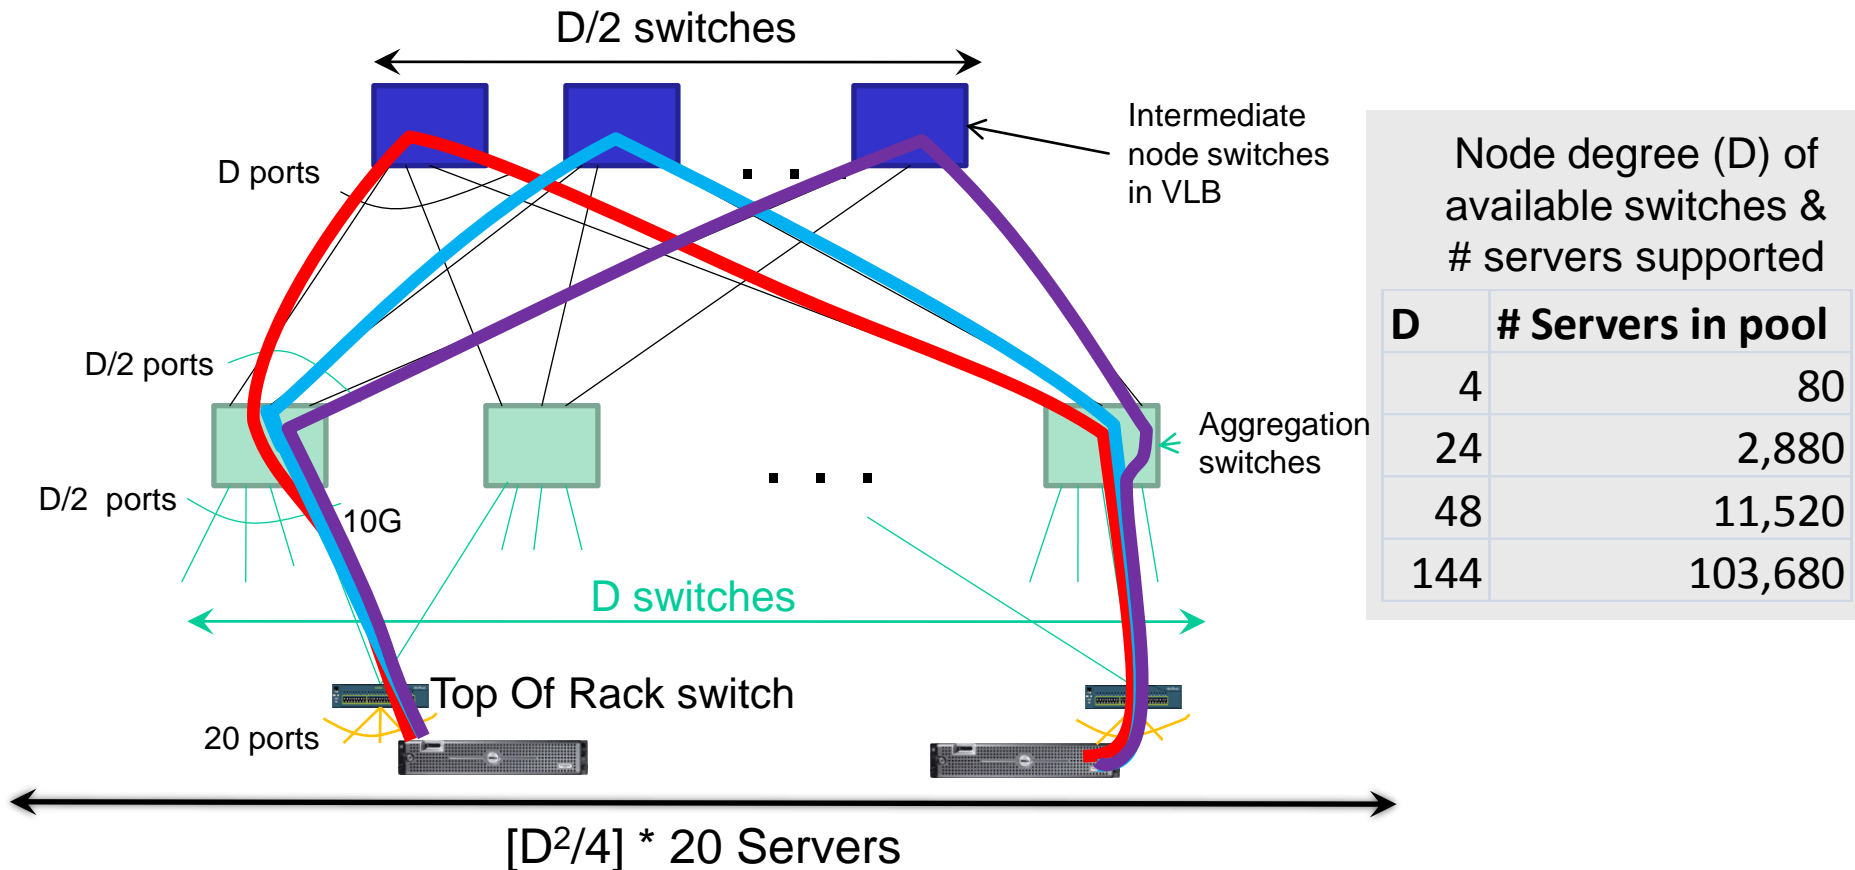 D/2 switches
Intermediate
node switches
in VLB
D ports
. . .
D/2 ports
Aggregation
switches
D/2 ports
10G
. . .
D switches
Top Of Rack switch
20 ports
[D²/4] * 20 Servers
Node degree (D) of
available switches &
# servers supported
D # Servers in pool
4 80
24 2,880
48 11,520
144 103,680